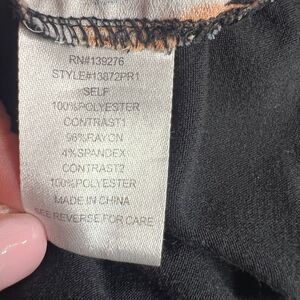 RN#139276
STYLE#13872PR1
SELF
100%POLYESTER
CONTRAST1
96%RAYON
4%SPANDEX
CONTRAST2
100%POLYESTER
MADE IN CHINA
SEE REVERSE FOR CARE